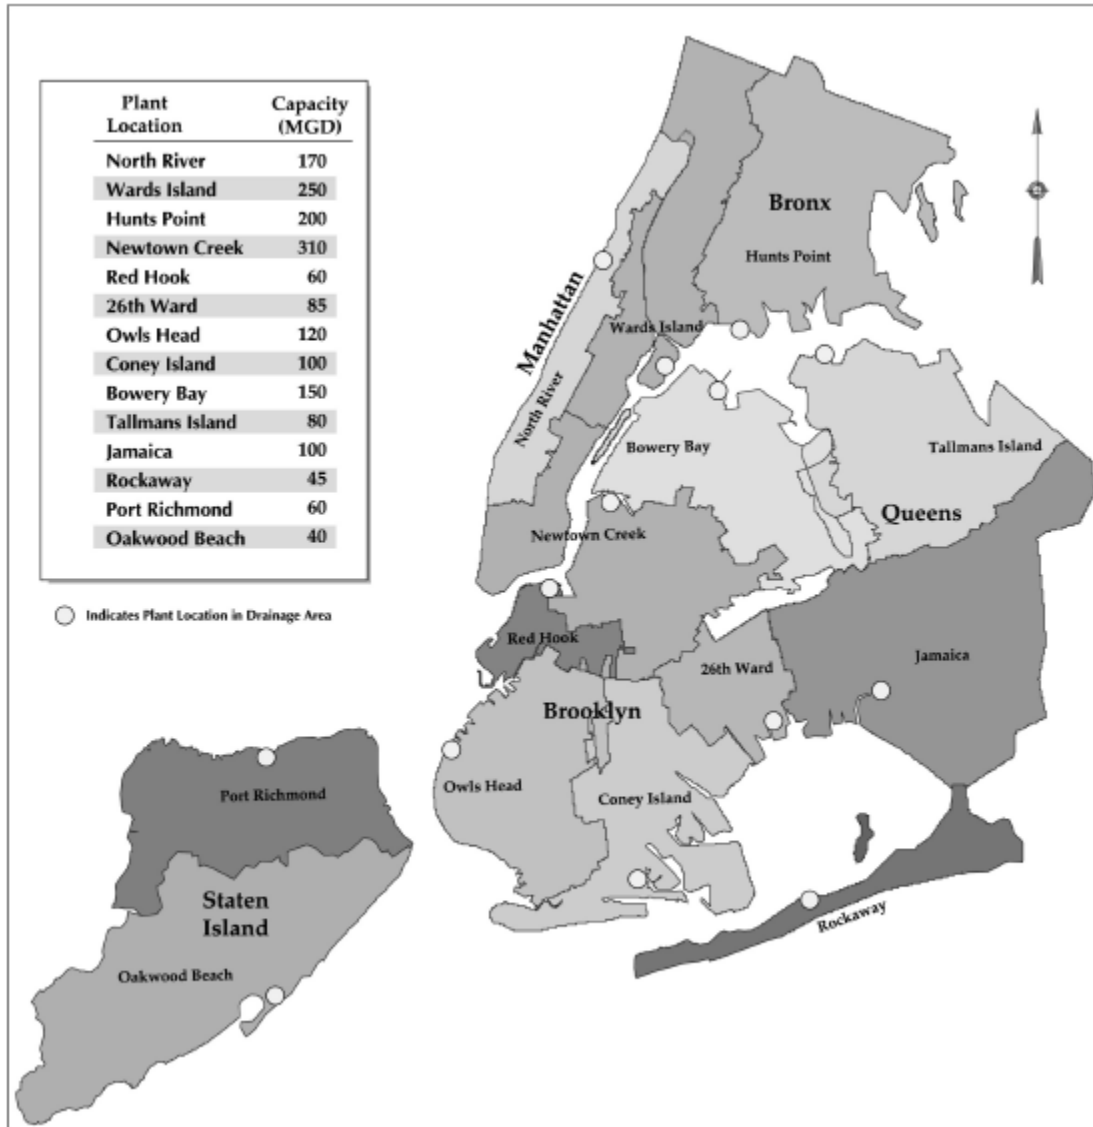 Plant Location
Capacity (MGD)
North River 170
Wards Island 250
Hunts Point 200
Newtown Creek 310
Red Hook 60
26th Ward 85
Owls Head 120
Coney Island 100
Bowery Bay 150
Tallmans Island 80
Jamaica 100
Rockaway 45
Port Richmond 60
Oakwood Beach 40
Indicates Plant Location in Drainage Area
Bronx
Hunts Point
Manhattan
Wards Island
North River
Bowery Bay
Tallmans Island
Queens
Newtown Creek
Red Hook
26th Ward
Jamaica
Brooklyn
Owls Head
Coney Island
Port Richmond
Staten
Island
Rockaway
Oakwood Beach